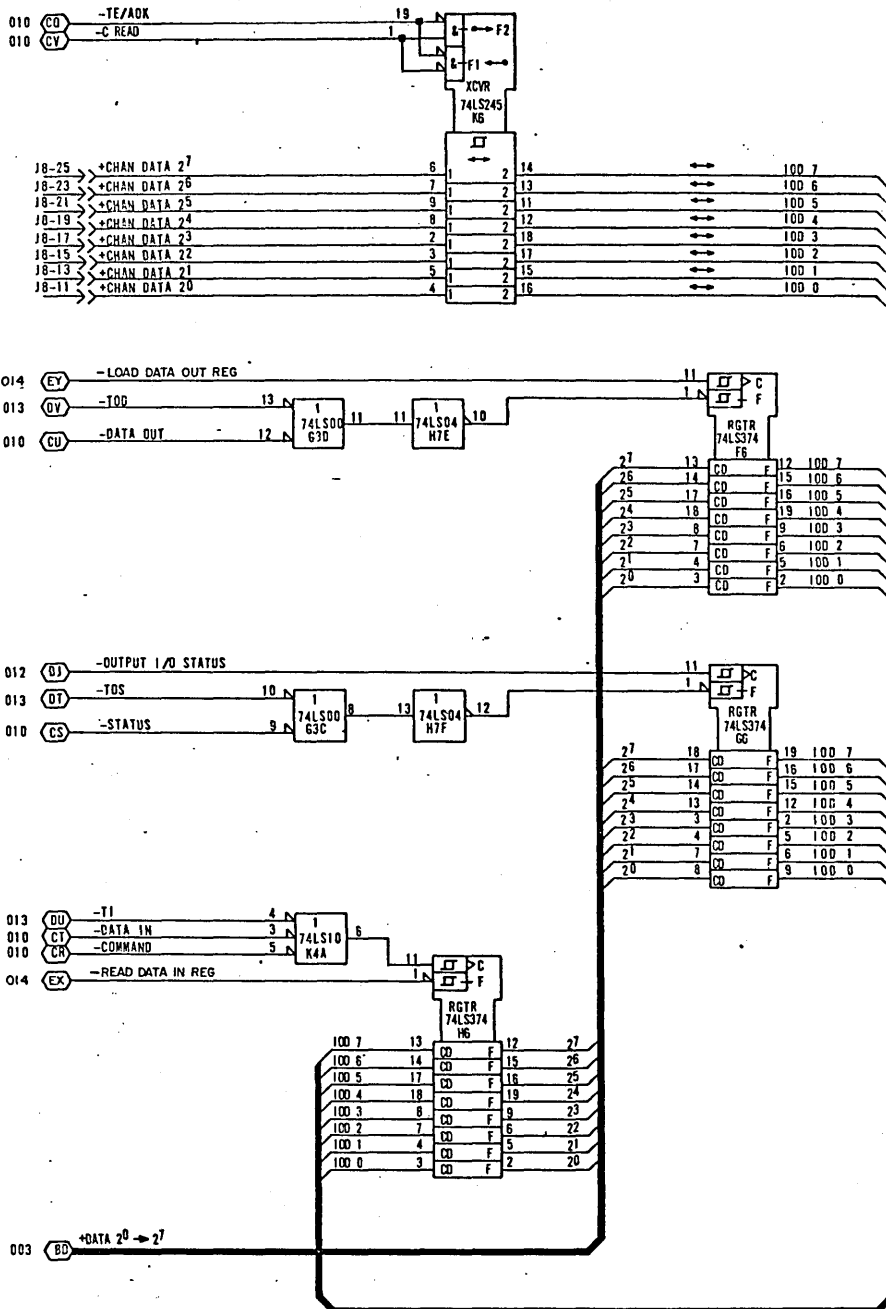 010 CQ -TE/AOK 19
010 CV -C READ 1
& F2
& F1
XCVR
74LS245
K6
J8-25 +CHAN DATA 2⁷ 6 1 2 14 IOD 7
J8-23 +CHAN DATA 2⁶ 7 1 2 13 IOD 6
J8-21 +CHAN DATA 2⁵ 9 1 2 11 IOD 5
J8-19 +CHAN DATA 2⁴ 8 1 2 12 IOD 4
J8-17 +CHAN DATA 2³ 2 1 2 18 IOD 3
J8-15 +CHAN DATA 2² 3 1 2 17 IOD 2
J8-13 +CHAN DATA 2¹ 5 1 2 15 IOD 1
J8-11 +CHAN DATA 2⁰ 4 1 2 16 IOD 0
014 EY -LOAD DATA OUT REG 11 C
013 DV -TOD 13 1 F
010 CU -DATA OUT 12
1 74LS00 G3D 11
11 1 74LS04 H7E 10
RGTR
74LS374
F6
2⁷ 13 CD F 12 IOD 7
2⁶ 14 CD F 15 IOD 6
2⁵ 17 CD F 16 IOD 5
2⁴ 18 CD F 19 IOD 4
2³ 8 CD F 9 IOD 3
2² 7 CD F 6 IOD 2
2¹ 4 CD F 5 IOD 1
2⁰ 3 CD F 2 IOD 0
012 DJ -OUTPUT I/O STATUS 11 C
013 DT -TOS 10 1 F
010 CS -STATUS 9
1 74LS00 G3C 8
13 1 74LS04 H7F 12
RGTR
74LS374
G6
2⁷ 18 CD F 19 IOD 7
2⁶ 17 CD F 16 IOD 6
2⁵ 14 CD F 15 IOD 5
2⁴ 13 CD F 12 IOD 4
2³ 3 CD F 2 IOD 3
2² 4 CD F 5 IOD 2
2¹ 7 CD F 6 IOD 1
2⁰ 8 CD F 9 IOD 0
013 DU -TI 4
010 CT -DATA IN 3
010 CR -COMMAND 5
1 74LS10 K4A 6
11 C
014 EX -READ DATA IN REG 1 F
RGTR
74LS374
H6
IOD 7 13 CD F 12 2⁷
IOD 6 14 CD F 15 2⁶
IOD 5 17 CD F 16 2⁵
IOD 4 18 CD F 19 2⁴
IOD 3 8 CD F 9 2³
IOD 2 7 CD F 6 2²
IOD 1 4 CD F 5 2¹
IOD 0 3 CD F 2 2⁰
003 BD +DATA 2⁰ → 2⁷